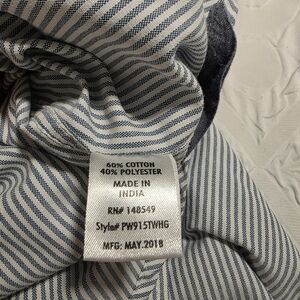 60% COTTON
40% POLYESTER
MADE IN
INDIA
RN# 148549
Style# PW915TWHG
MFG: MAY.2018